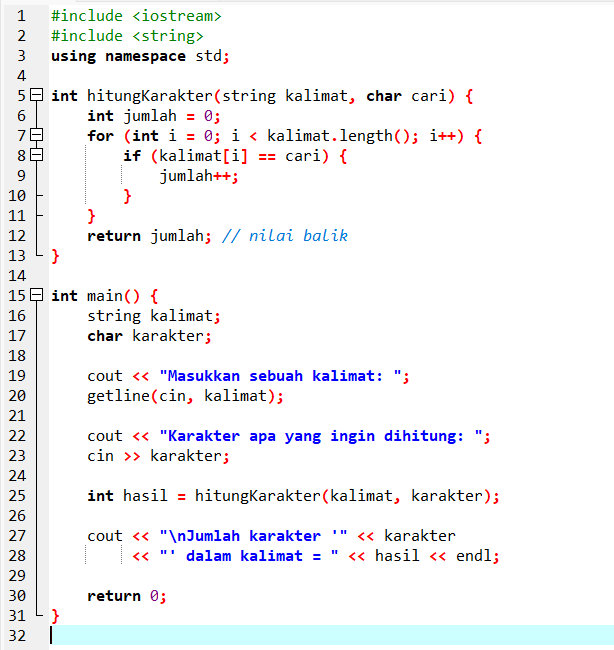 1 #include <iostream>
2 #include <string>
3 using namespace std;
4
5 int hitungKarakter(string kalimat, char cari) {
6     int jumlah = 0;
7     for (int i = 0; i < kalimat.length(); i++) {
8         if (kalimat[i] == cari) {
9             jumlah++;
10         }
11     }
12     return jumlah; // nilai balik
13 }
14
15 int main() {
16     string kalimat;
17     char karakter;
18
19     cout << "Masukkan sebuah kalimat: ";
20     getline(cin, kalimat);
21
22     cout << "Karakter apa yang ingin dihitung: ";
23     cin >> karakter;
24
25     int hasil = hitungKarakter(kalimat, karakter);
26
27     cout << "\nJumlah karakter '" << karakter
28          << "' dalam kalimat = " << hasil << endl;
29
30     return 0;
31 }
32